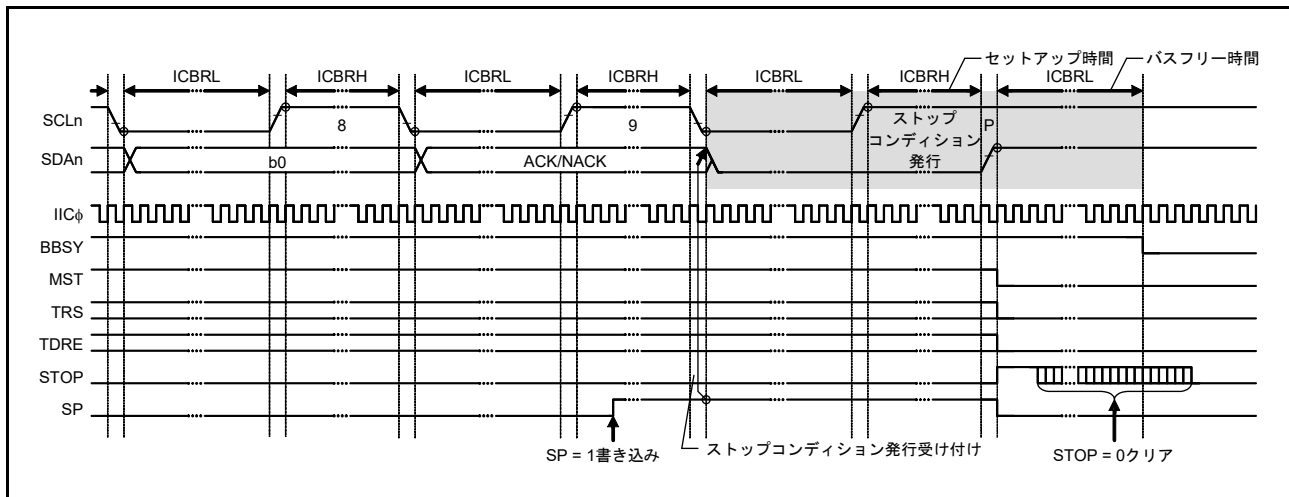 セットアップ時間
バスフリー時間
ICBRL ICBRH ICBRL ICBRH ICBRL ICBRH ICBRL
SCLn
8
9
ストップ
コンディション
発行
P
SDAn
b0
ACK/NACK
IICφ
BBSY
MST
TRS
TDRE
STOP
SP
SP = 1書き込み
ストップコンディション発行受け付け
STOP = 0クリア